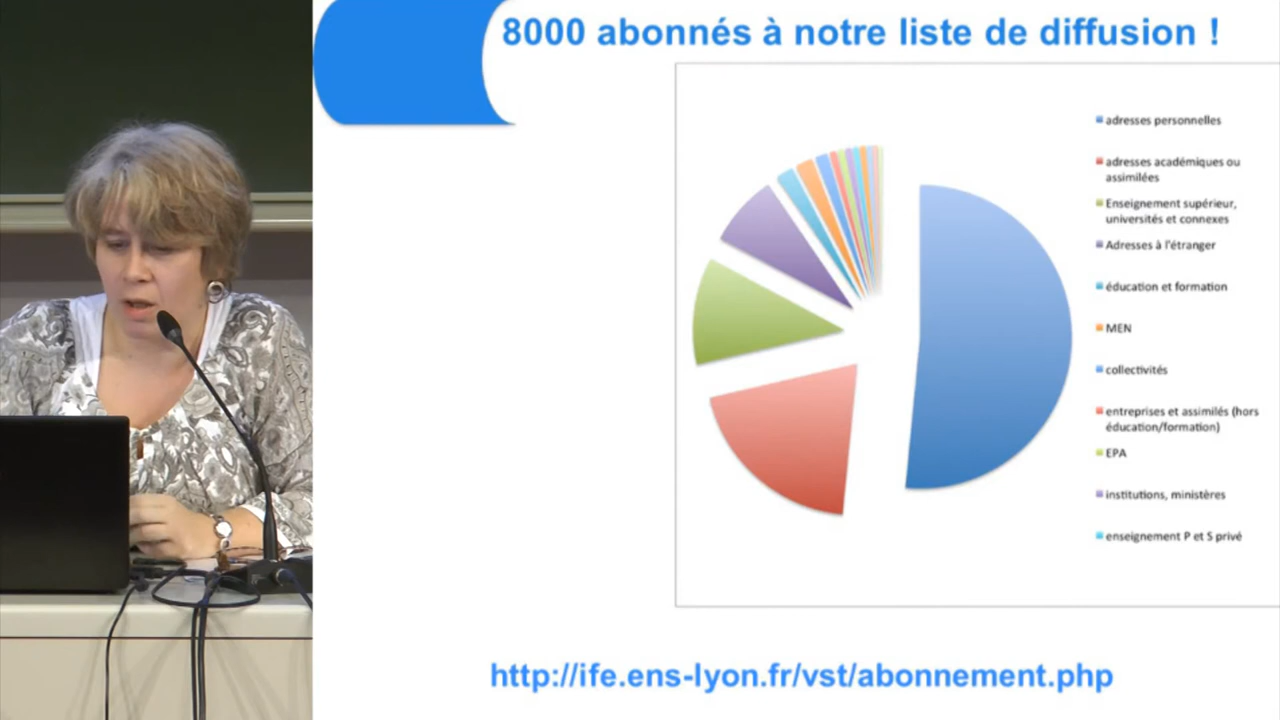 8000 abonnés à notre liste de diffusion !
adresses personnelles
adresses académiques ou
assimilées
Enseignement supérieur,
universités et connexes
Adresses à l'étranger
éducation et formation
MEN
collectivités
entreprises et assimilés (hors
éducation/formation)
EPA
institutions, ministères
enseignement P et S privé
http://ife.ens-lyon.fr/vst/abonnement.php